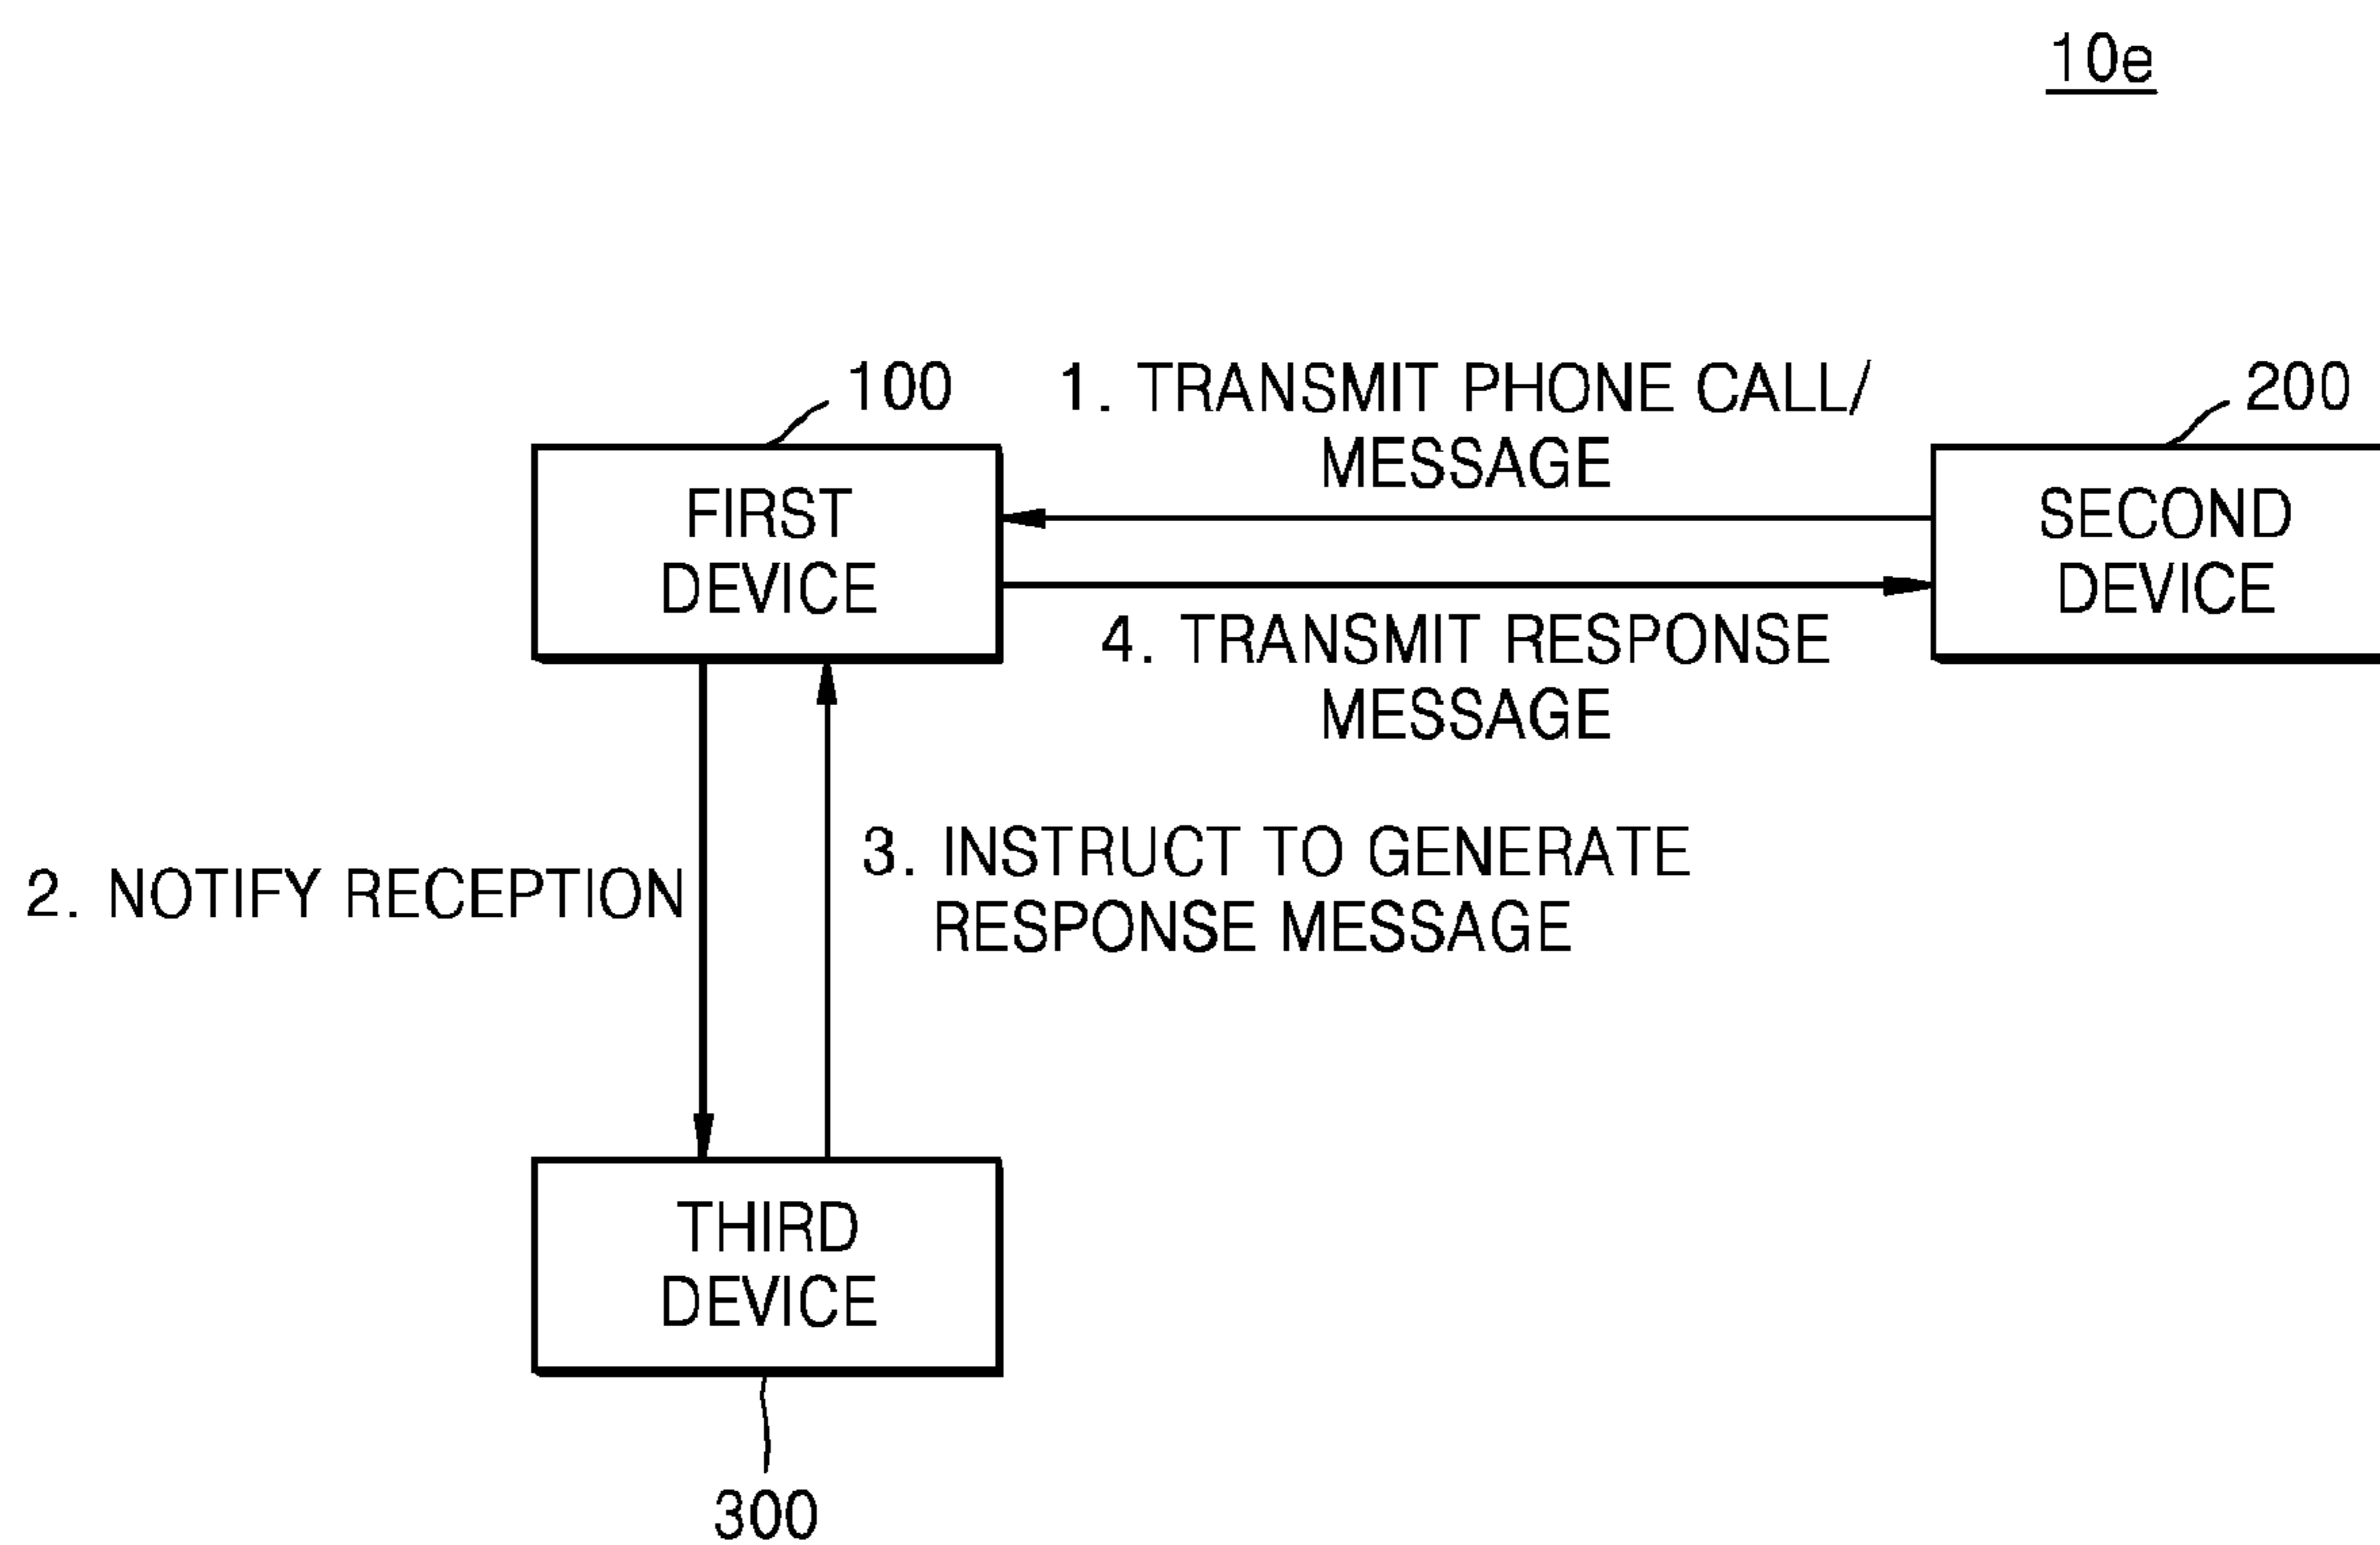 10e
100
1. TRANSMIT PHONE CALL/
MESSAGE
200
FIRST
DEVICE
SECOND
DEVICE
4. TRANSMIT RESPONSE
MESSAGE
2. NOTIFY RECEPTION
3. INSTRUCT TO GENERATE
RESPONSE MESSAGE
THIRD
DEVICE
300